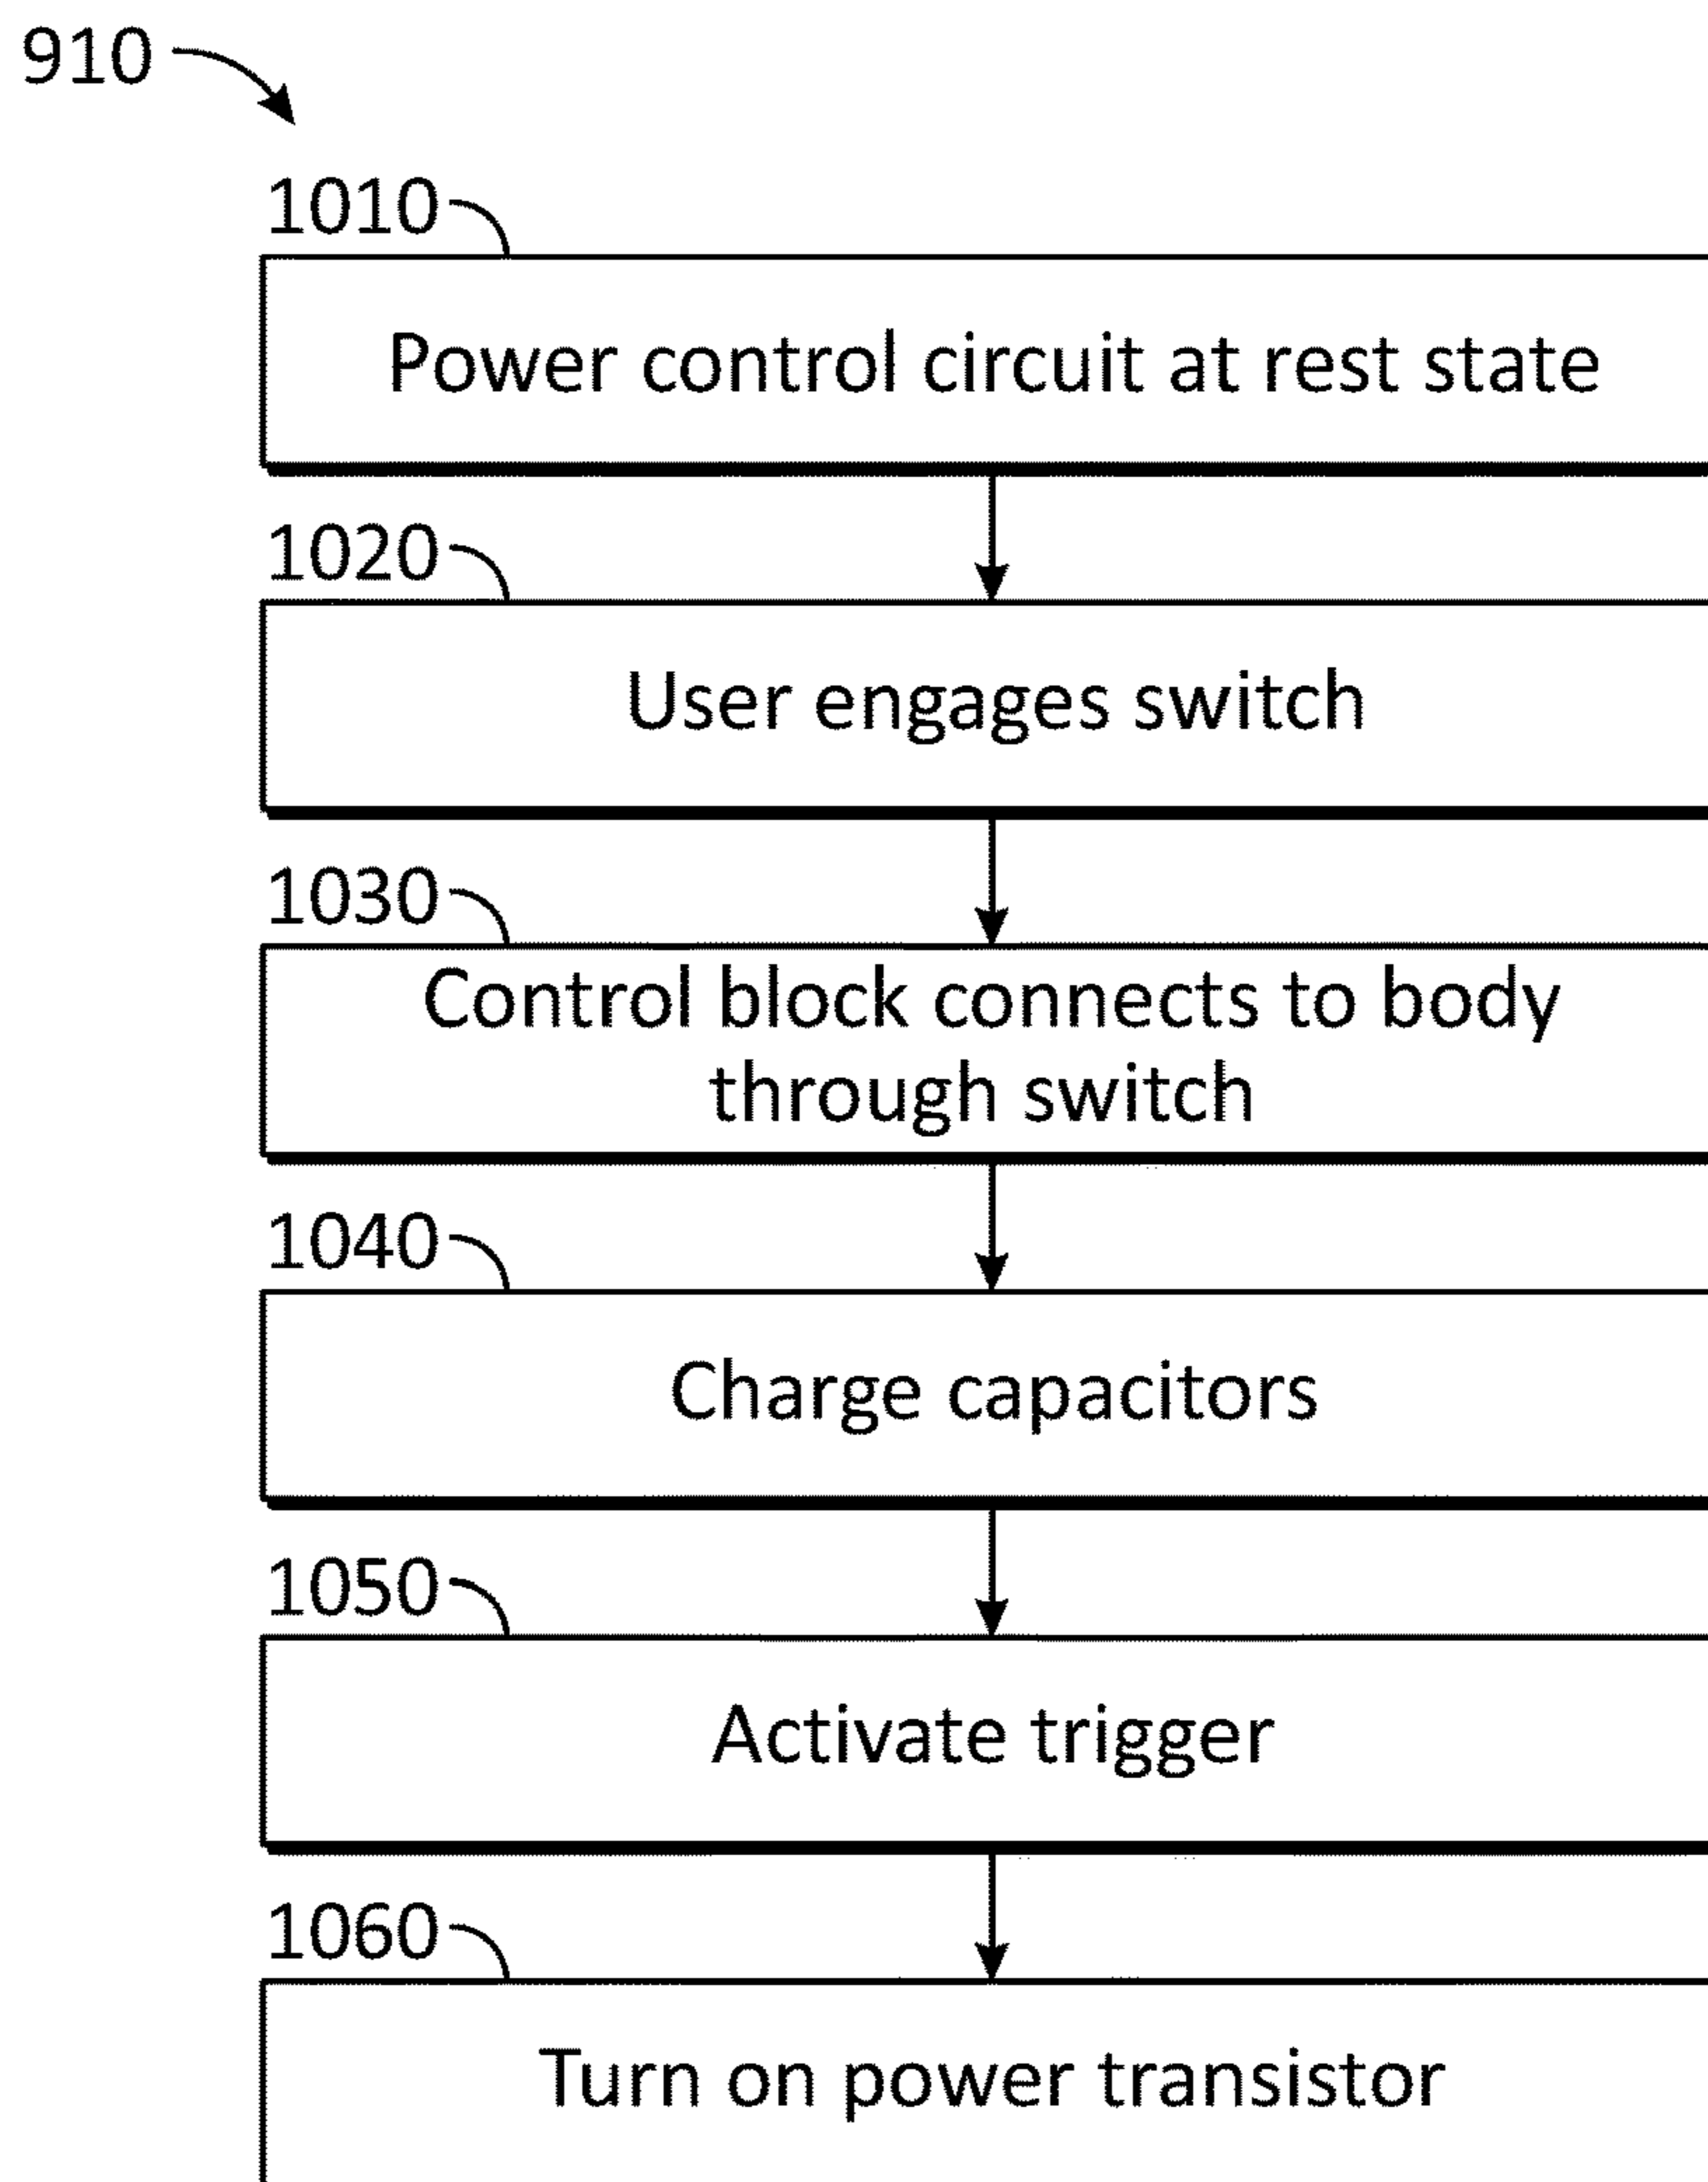 910
1010
Power control circuit at rest state
1020
User engages switch
1030
Control block connects to body
through switch
1040
Charge capacitors
1050
Activate trigger
1060
Turn on power transistor